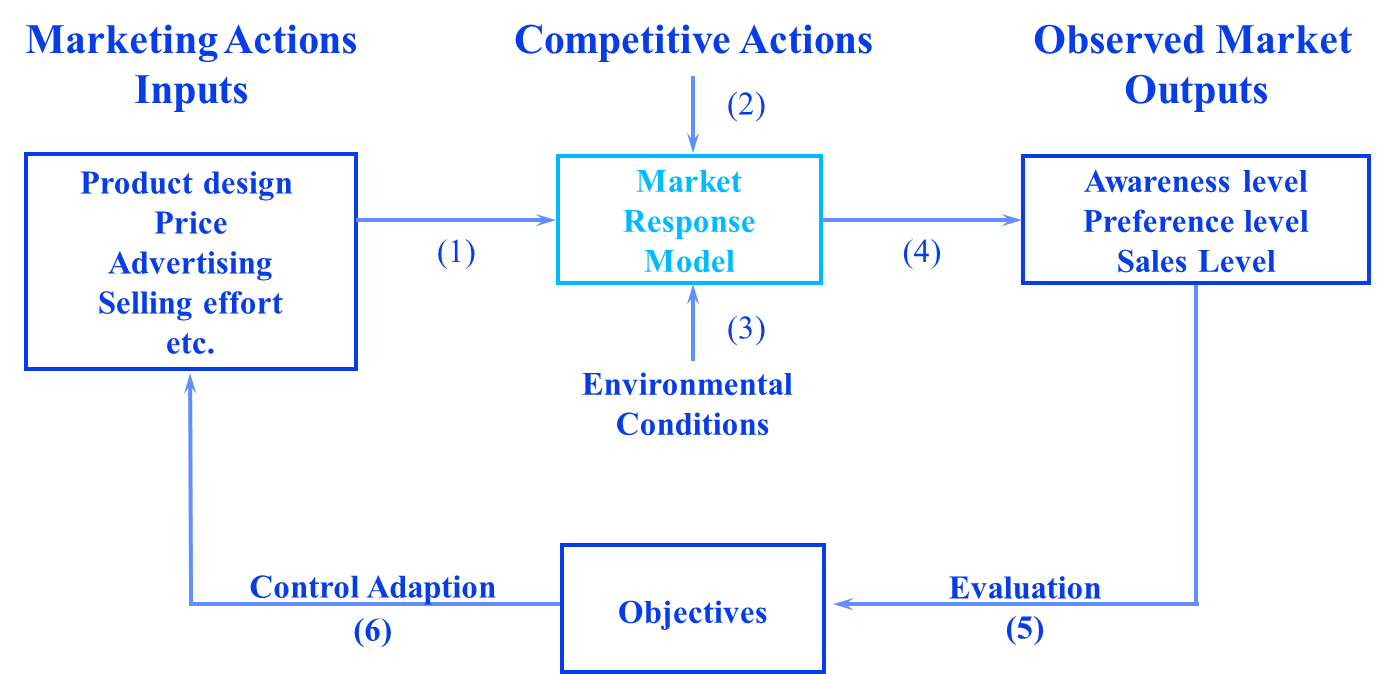 Marketing Actions
Inputs
Competitive Actions
Observed Market
Outputs
(2)
Product design
Price
Advertising
Selling effort
etc.
(1)
Market
Response
Model
(4)
Awareness level
Preference level
Sales Level
(3)
Environmental
Conditions
Control Adaption
(6)
Objectives
Evaluation
(5)